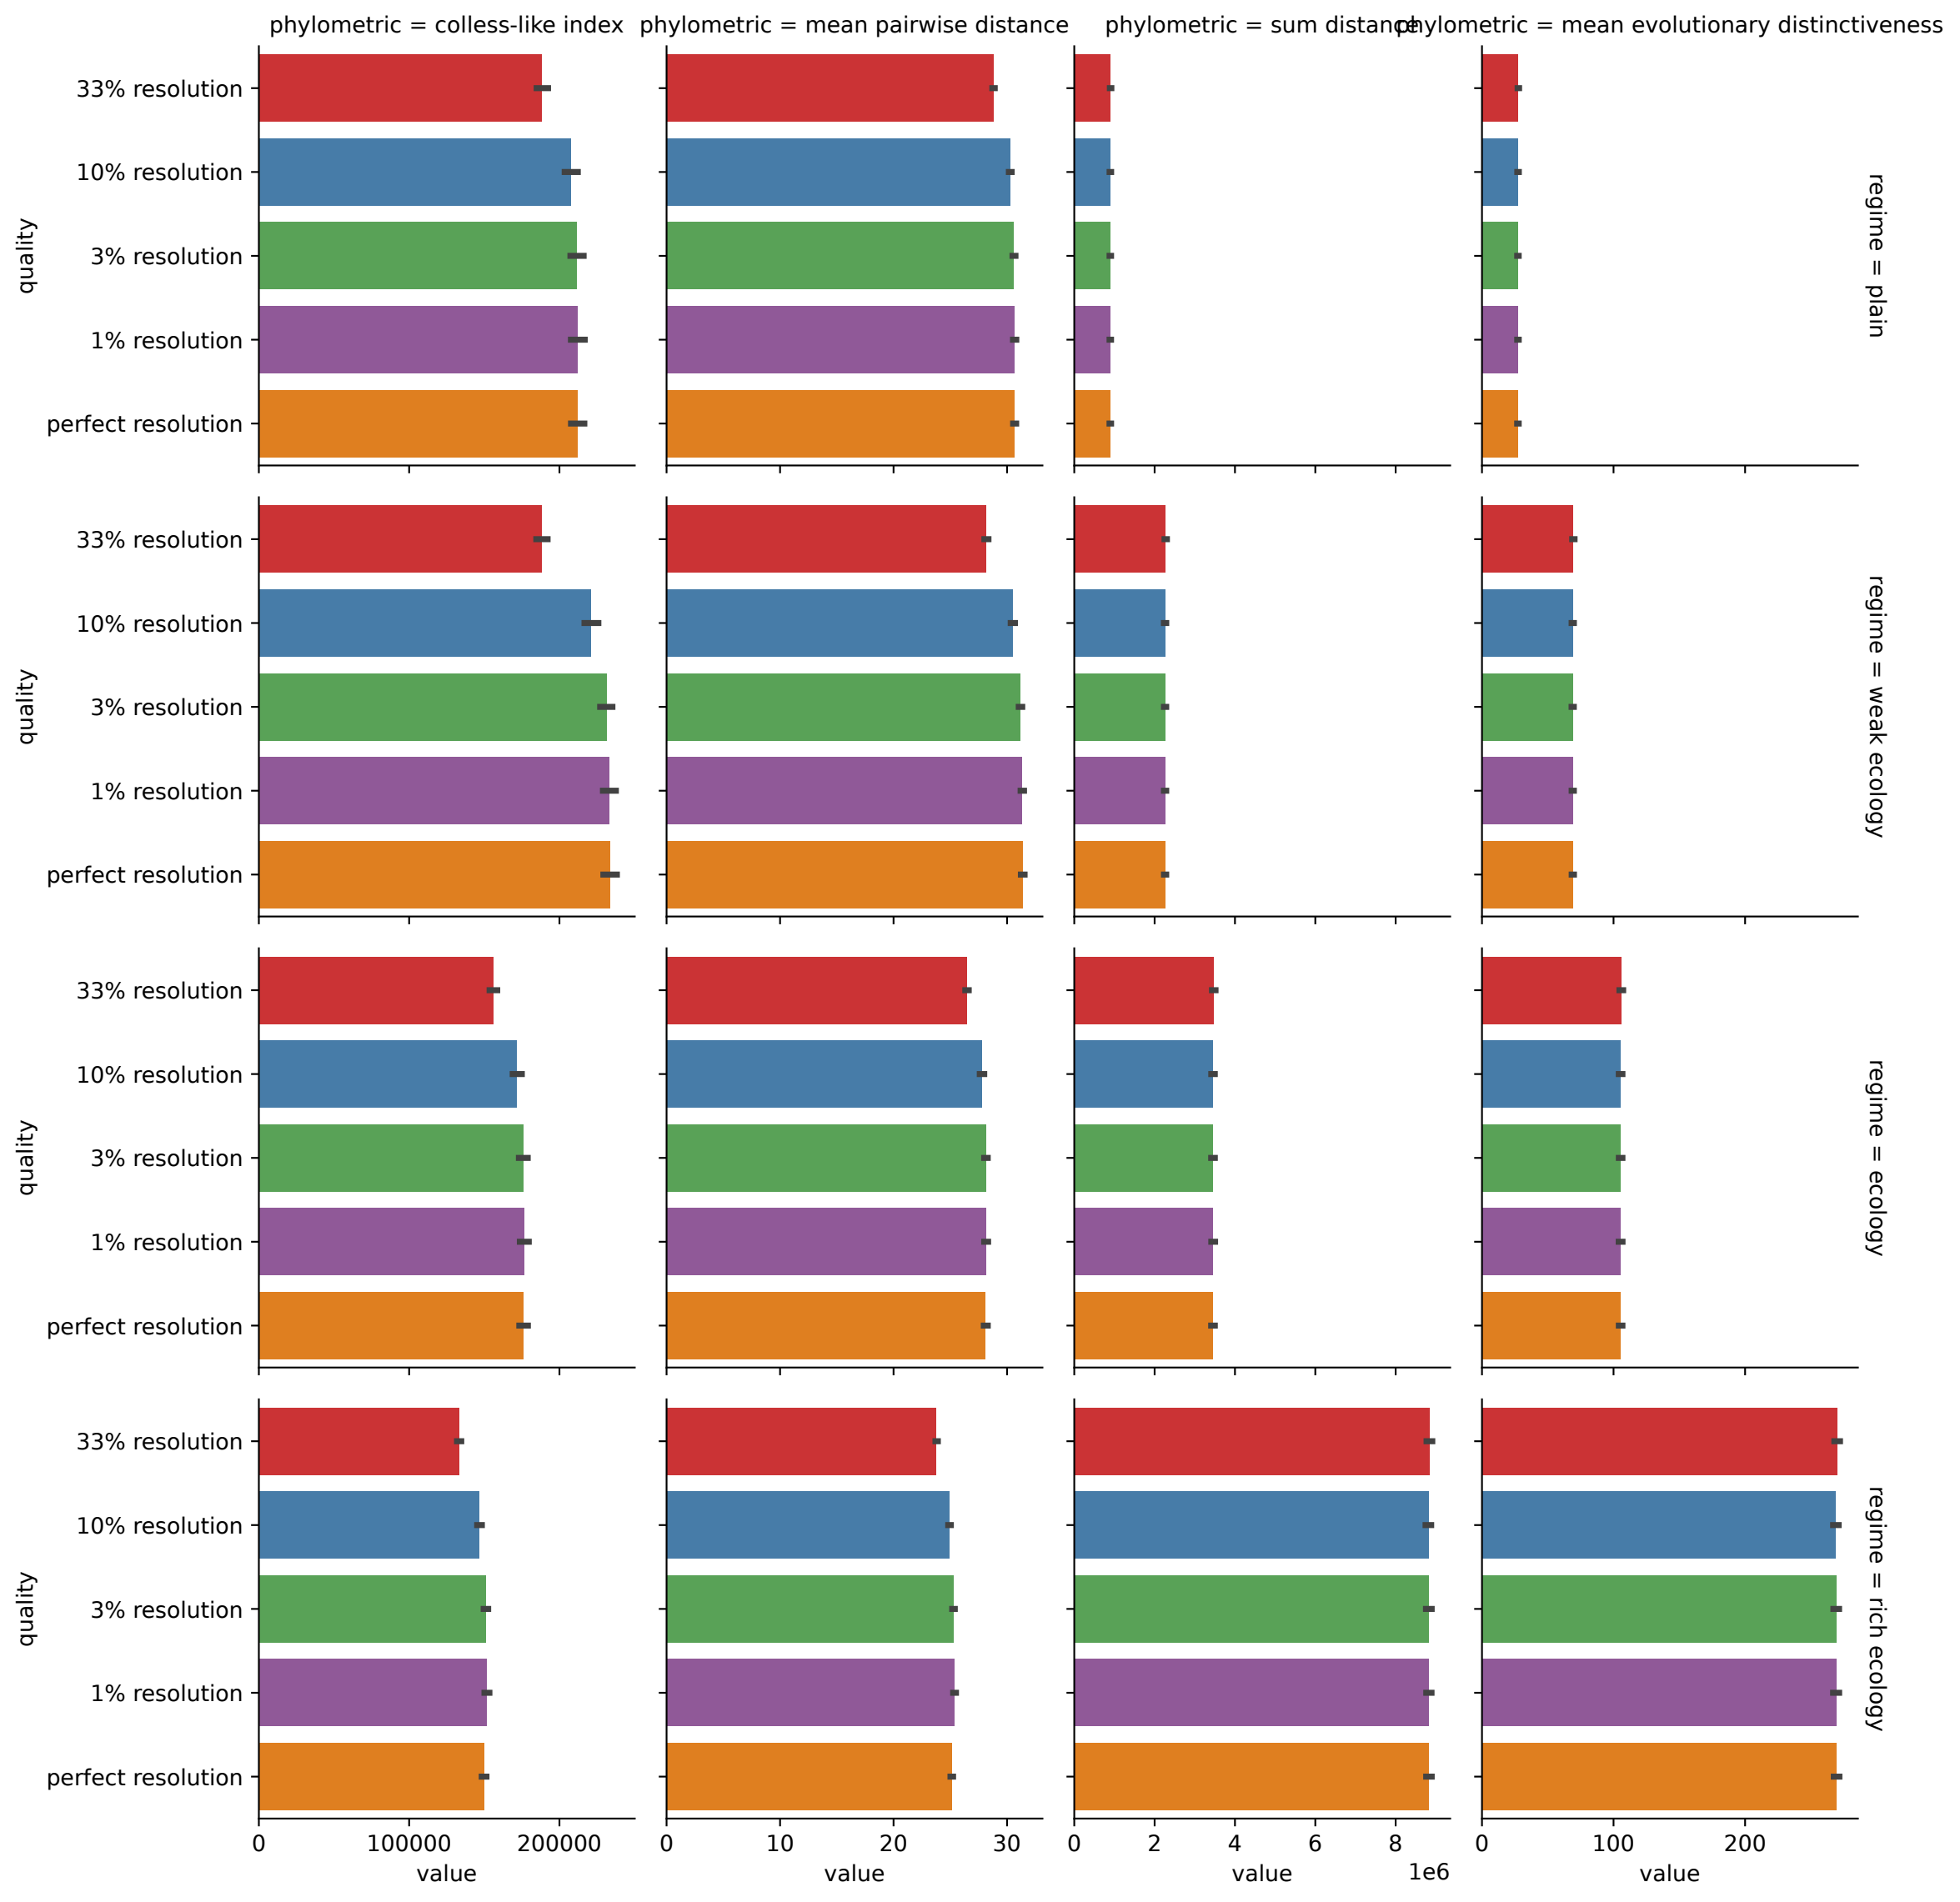 phylometric = colless-like index
phylometric = mean pairwise distance
phylometric = sum distance
phylometric = mean evolutionary distinctiveness
quality
33% resolution
10% resolution
3% resolution
1% resolution
perfect resolution
regime = plain
quality
33% resolution
10% resolution
3% resolution
1% resolution
perfect resolution
regime = weak ecology
quality
33% resolution
10% resolution
3% resolution
1% resolution
perfect resolution
regime = ecology
quality
33% resolution
10% resolution
3% resolution
1% resolution
perfect resolution
regime = rich ecology
0 100000 200000
value
0 10 20 30
value
0 2 4 6 8
1e6
value
0 100 200
value